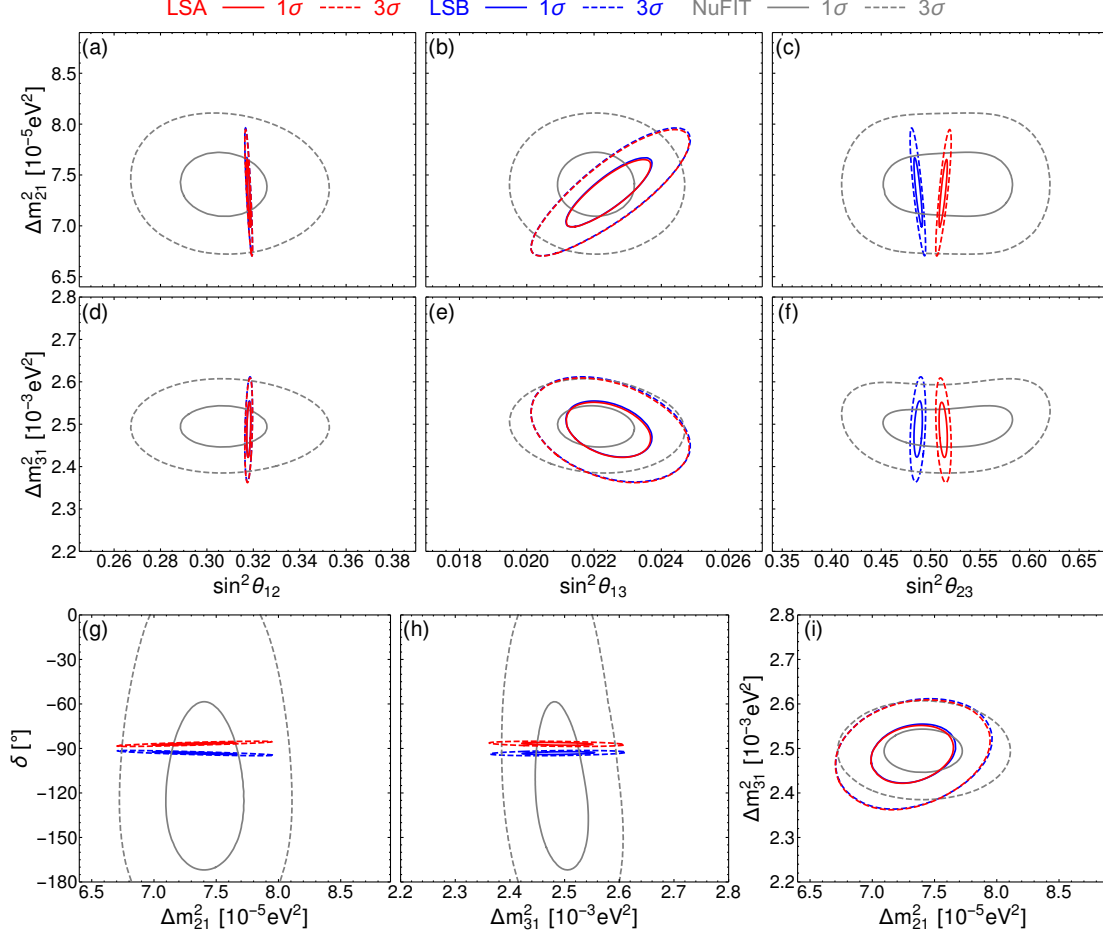 LSA 1σ 3σ LSB 1σ 3σ NuFIT 1σ 3σ
(a) (b) (c)
Δm²₂₁ [10⁻⁵eV²]
8.5
8.0
7.5
7.0
6.5
(d) (e) (f)
Δm²₃₁ [10⁻³eV²]
2.8
2.7
2.6
2.5
2.4
2.3
2.2
0.26 0.28 0.30 0.32 0.34 0.36 0.38 0.018 0.020 0.022 0.024 0.026 0.35 0.40 0.45 0.50 0.55 0.60 0.65
sin²θ₁₂ sin²θ₁₃ sin²θ₂₃
(g) (h) (i)
δ [°]
0
−30
−60
−90
−120
−150
−180
6.5 7.0 7.5 8.0 8.5 2.2 2.3 2.4 2.5 2.6 2.7 2.8
Δm²₂₁ [10⁻⁵eV²] Δm²₃₁ [10⁻³eV²]
Δm²₃₁ [10⁻³eV²]
2.8
2.7
2.6
2.5
2.4
2.3
2.2
6.5 7.0 7.5 8.0 8.5
Δm²₂₁ [10⁻⁵eV²]